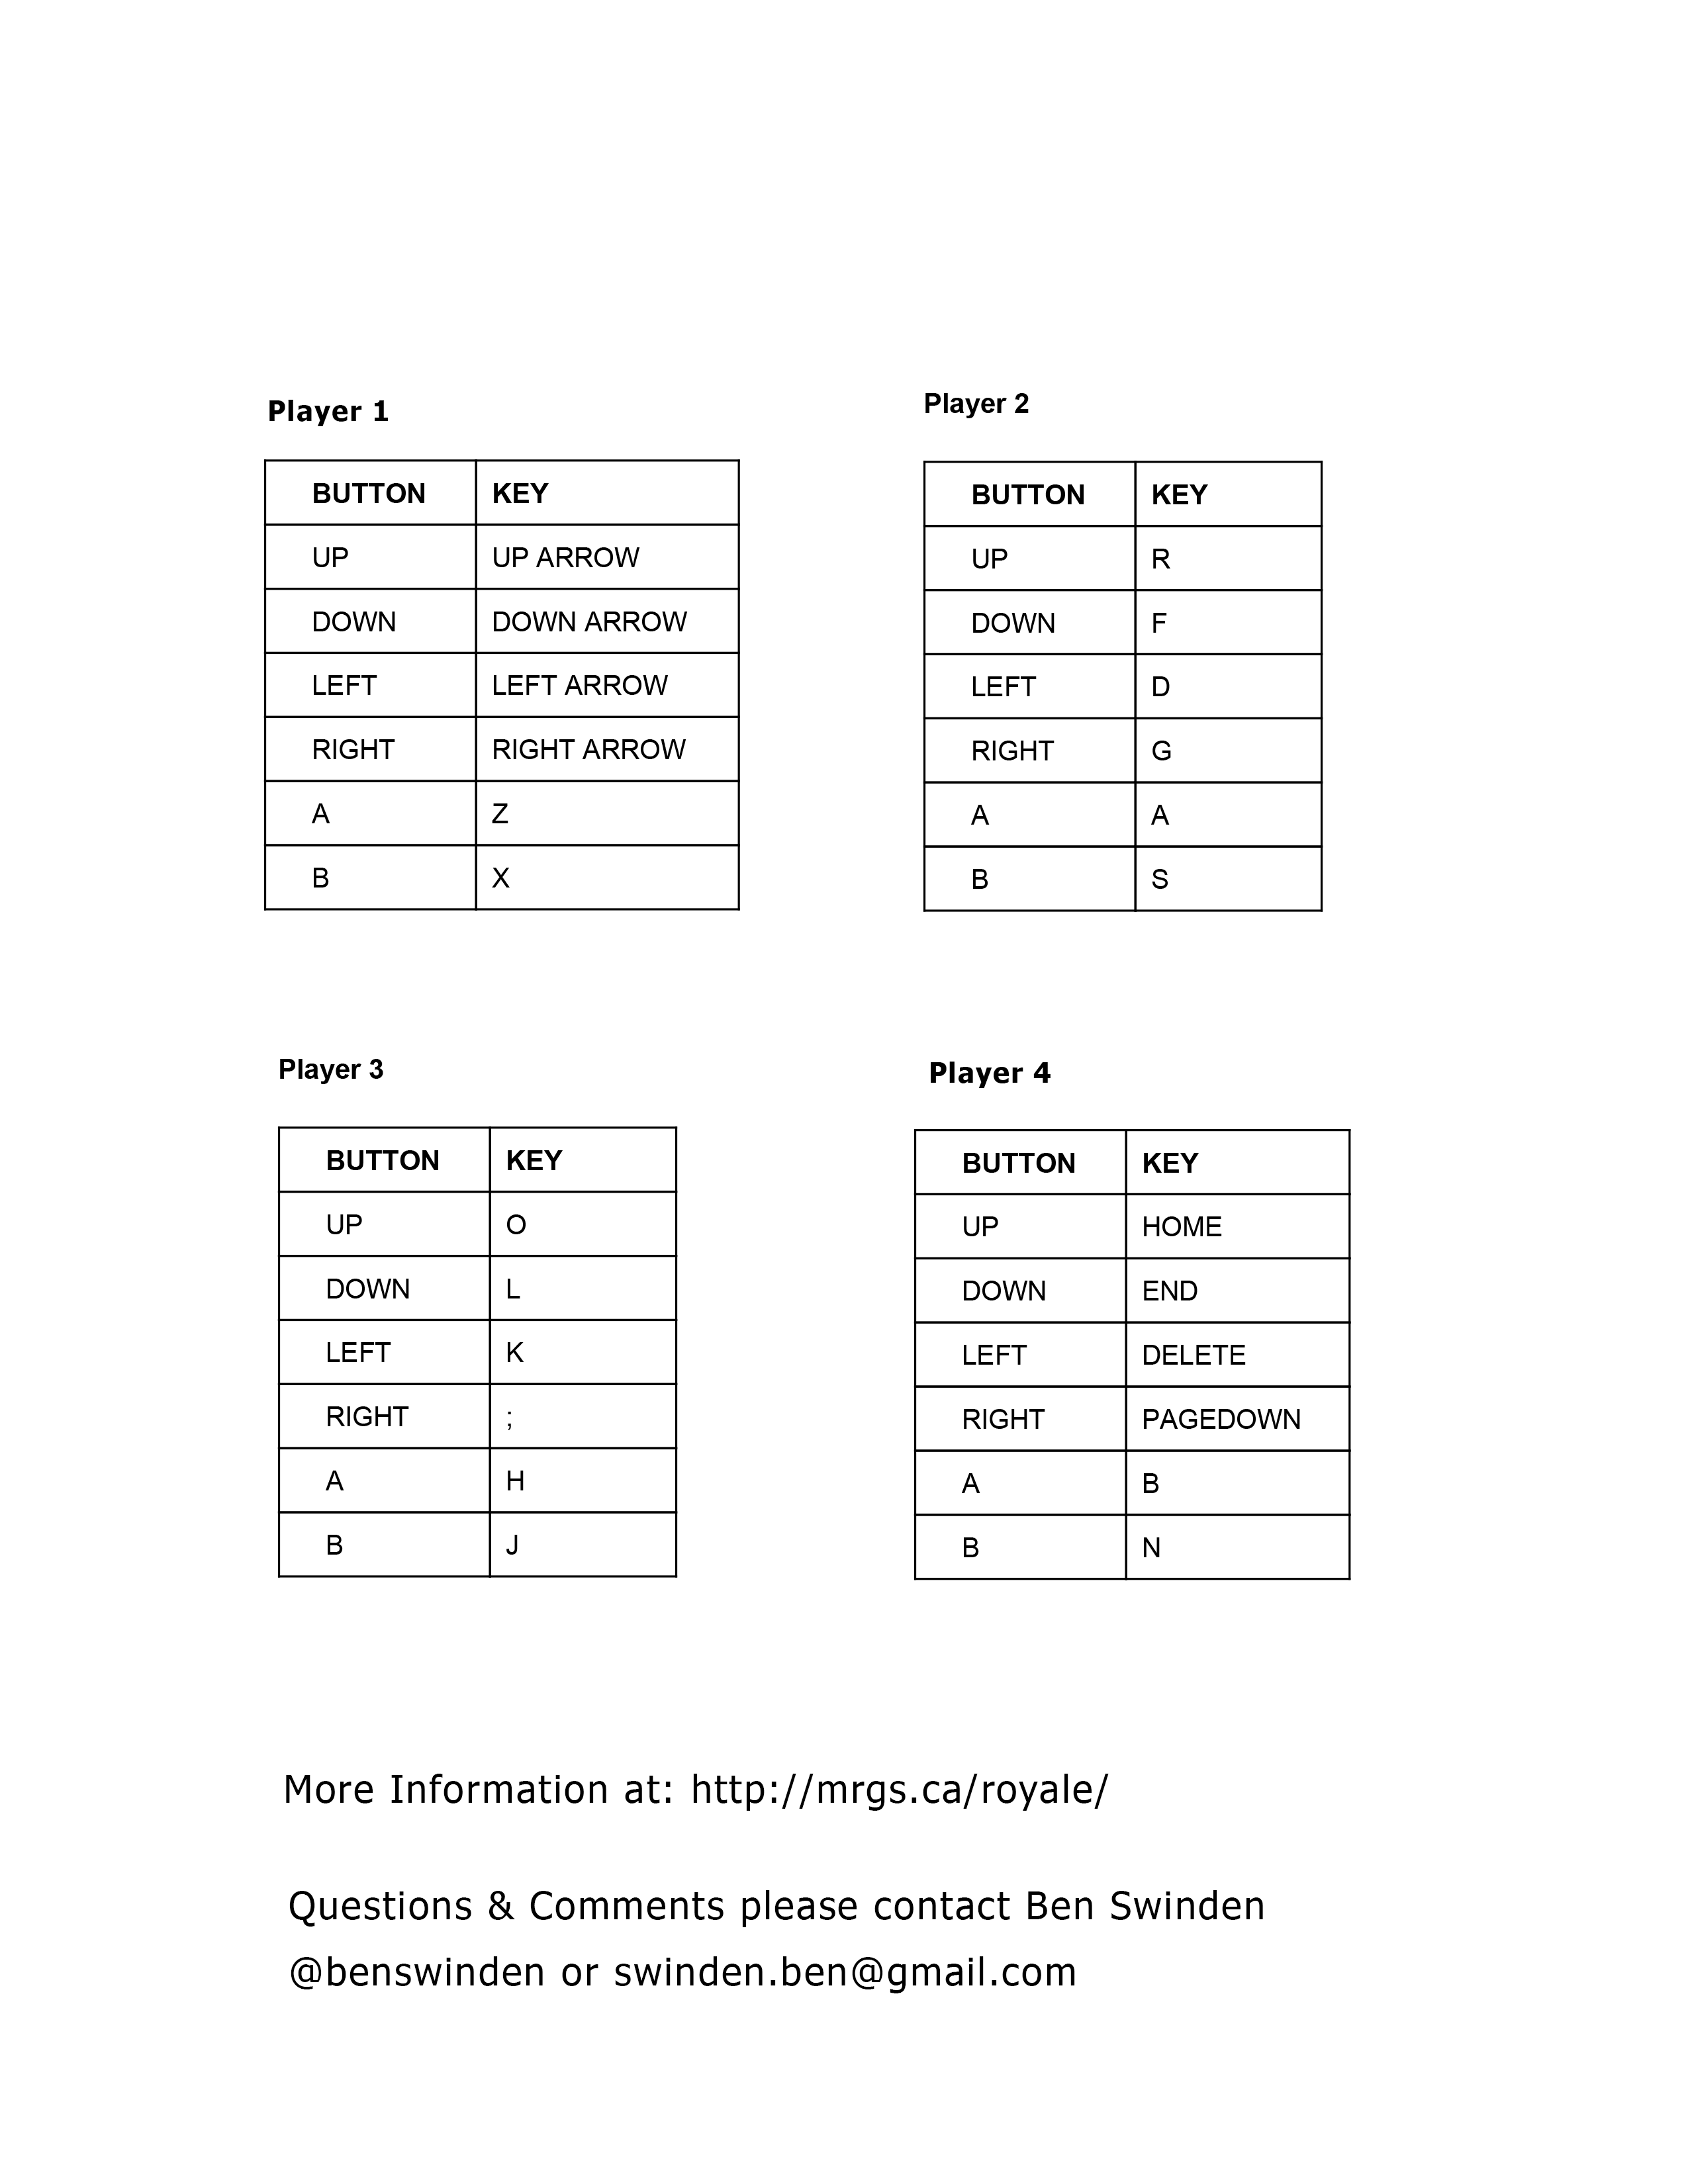 Player 1
BUTTON KEY
UP UP ARROW
DOWN DOWN ARROW
LEFT LEFT ARROW
RIGHT RIGHT ARROW
A Z
B X
Player 2
BUTTON KEY
UP R
DOWN F
LEFT D
RIGHT G
A A
B S
Player 3
BUTTON KEY
UP O
DOWN L
LEFT K
RIGHT ;
A H
B J
Player 4
BUTTON KEY
UP HOME
DOWN END
LEFT DELETE
RIGHT PAGEDOWN
A B
B N
More Information at: http://mrgs.ca/royale/
Questions & Comments please contact Ben Swinden
@benswinden or swinden.ben@gmail.com